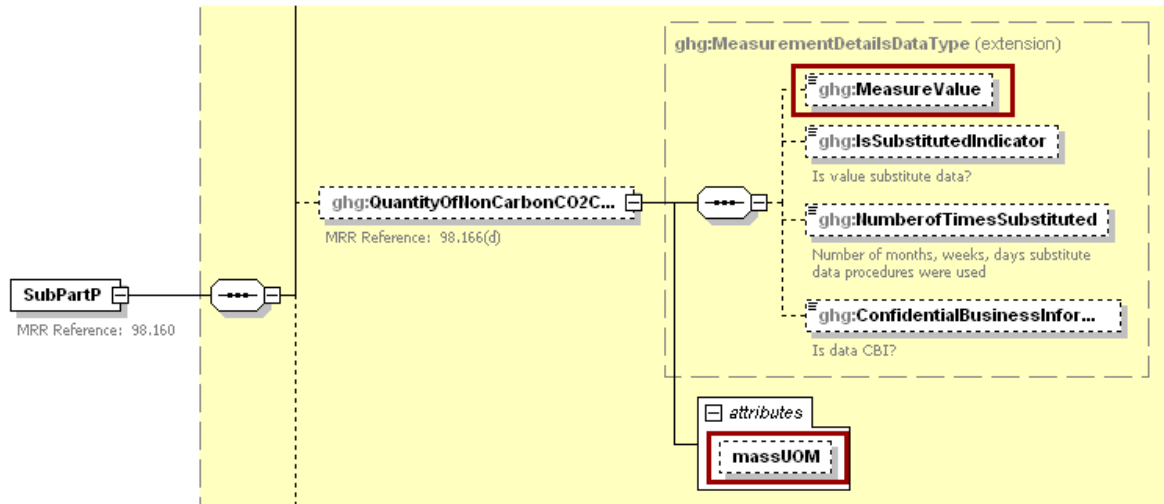 ghg:MeasurementDetailsDataType (extension)
ghg:MeasureValue
ghg:IsSubstitutedIndicator
Is value substitute data?
ghg:QuantityOfNonCarbonCO2C...
MRR Reference: 98.166(d)
ghg:NumberofTimesSubstituted
Number of months, weeks, days substitute
data procedures were used
SubPartP
MRR Reference: 98.160
ghg:ConfidentialBusinessInfor...
Is data CBI?
attributes
massUOM